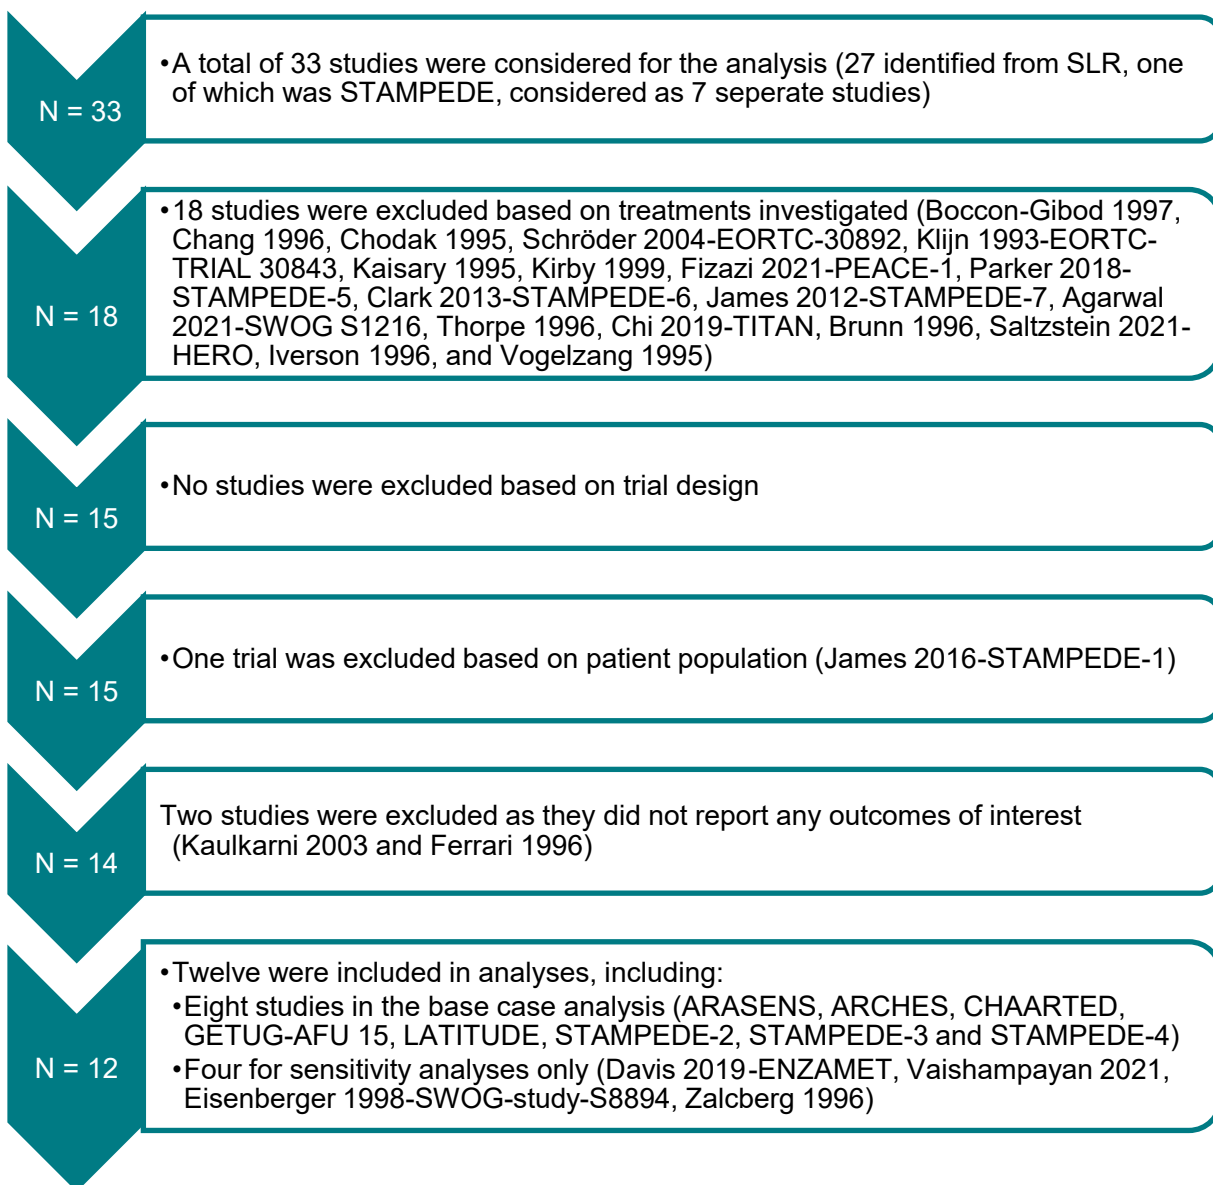 N = 33
•A total of 33 studies were considered for the analysis (27 identified from SLR, one
of which was STAMPEDE, considered as 7 seperate studies)
N = 18
•18 studies were excluded based on treatments investigated (Boccon-Gibod 1997,
Chang 1996, Chodak 1995, Schröder 2004-EORTC-30892, Klijn 1993-EORTC-
TRIAL 30843, Kaisary 1995, Kirby 1999, Fizazi 2021-PEACE-1, Parker 2018-
STAMPEDE-5, Clark 2013-STAMPEDE-6, James 2012-STAMPEDE-7, Agarwal
2021-SWOG S1216, Thorpe 1996, Chi 2019-TITAN, Brunn 1996, Saltzstein 2021-
HERO, Iverson 1996, and Vogelzang 1995)
N = 15
•No studies were excluded based on trial design
N = 15
•One trial was excluded based on patient population (James 2016-STAMPEDE-1)
N = 14
Two studies were excluded as they did not report any outcomes of interest
(Kaulkarni 2003 and Ferrari 1996)
N = 12
•Twelve were included in analyses, including:
•Eight studies in the base case analysis (ARASENS, ARCHES, CHAARTED,
GETUG-AFU 15, LATITUDE, STAMPEDE-2, STAMPEDE-3 and STAMPEDE-4)
•Four for sensitivity analyses only (Davis 2019-ENZAMET, Vaishampayan 2021,
Eisenberger 1998-SWOG-study-S8894, Zalcberg 1996)